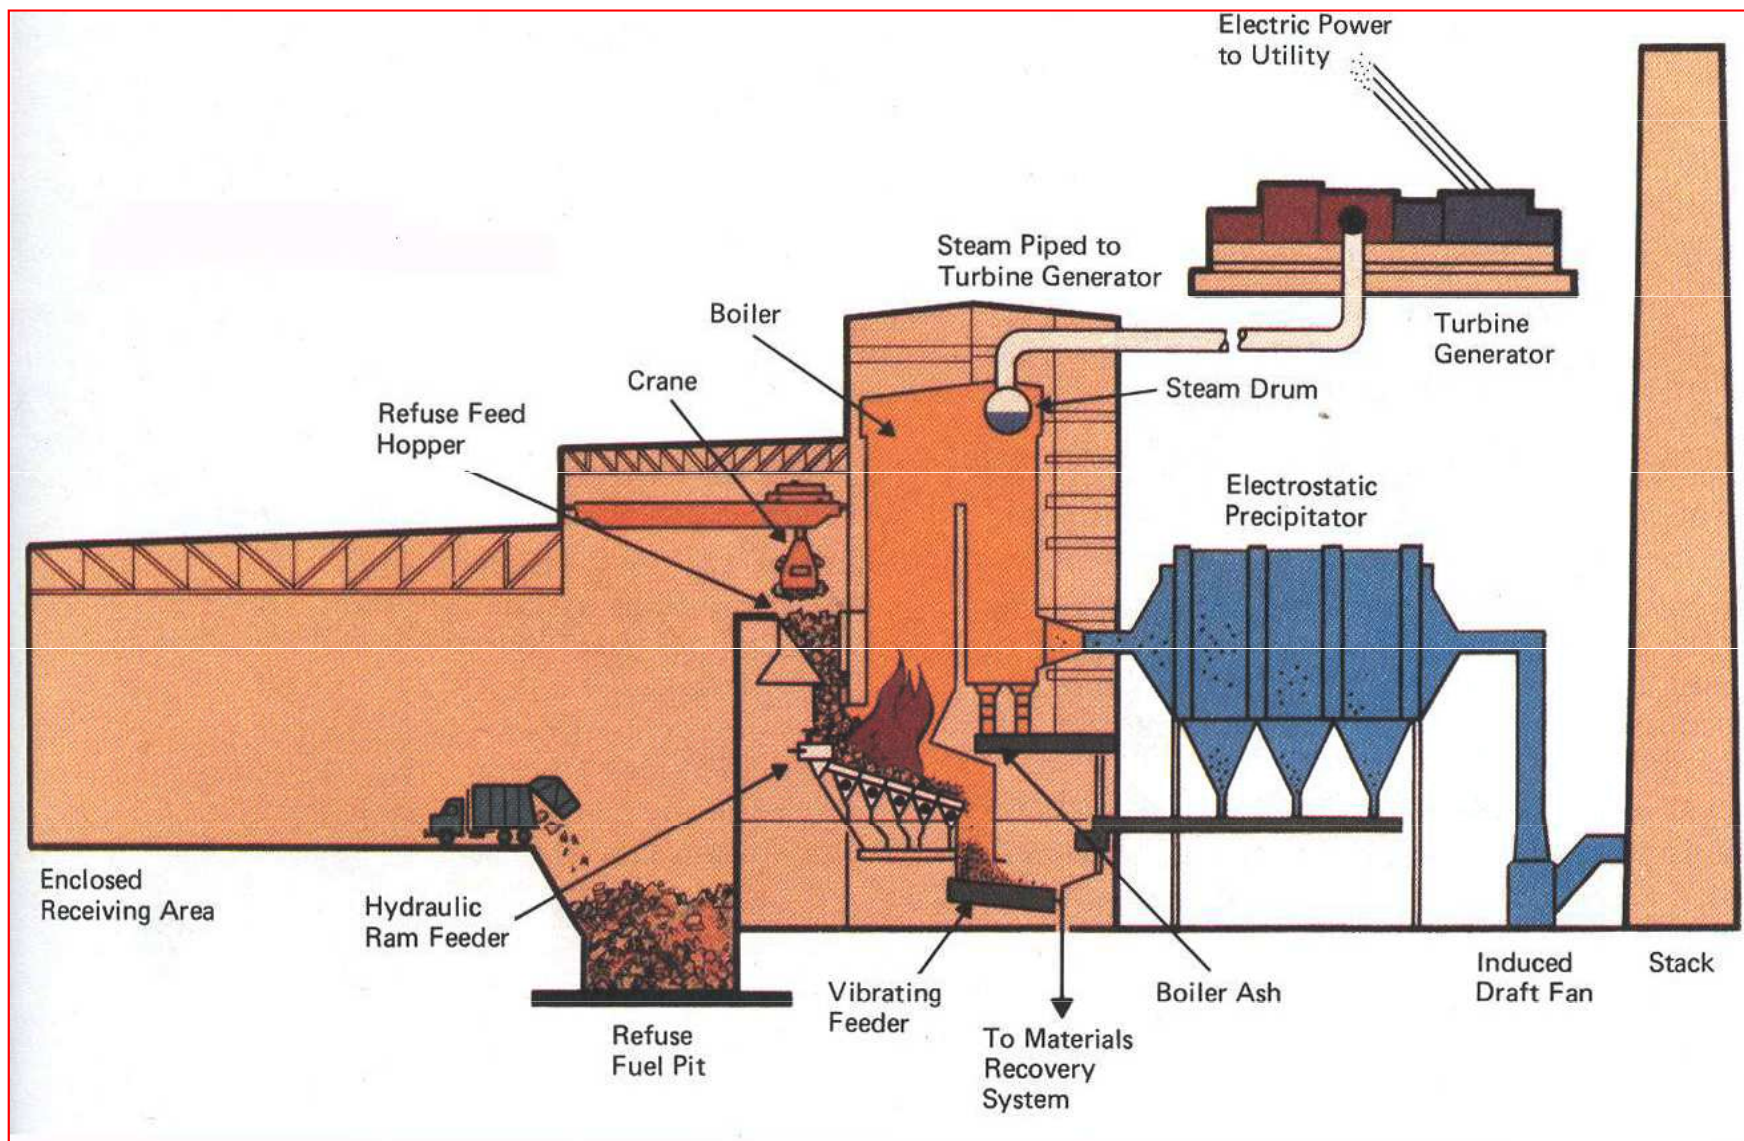 Electric Power
to Utility
Steam Piped to
Turbine Generator
Boiler
Turbine
Generator
Crane
Steam Drum
Refuse Feed
Hopper
Electrostatic
Precipitator
Enclosed
Receiving Area
Hydraulic
Ram Feeder
Vibrating
Feeder
Boiler Ash
Induced
Draft Fan
Stack
Refuse
Fuel Pit
To Materials
Recovery
System